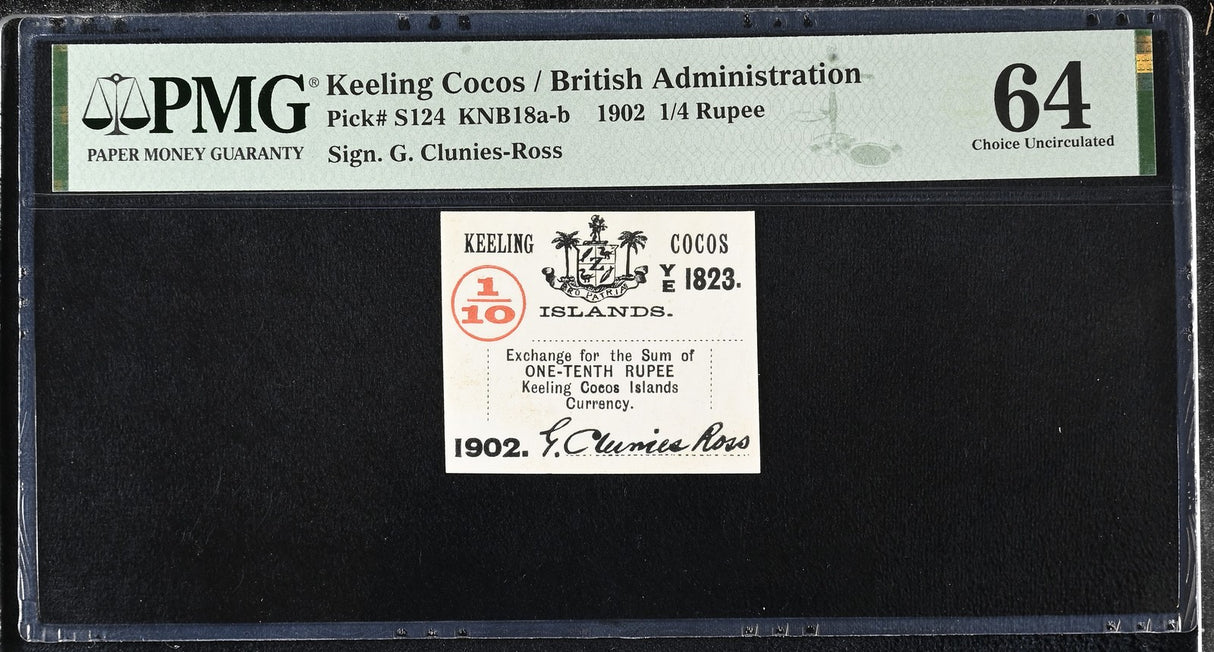 PMG® Keeling Cocos / British Administration
Pick# S124 KNB18a-b 1902 1/4 Rupee
PAPER MONEY GUARANTY Sign. G. Clunies-Ross
64
Choice Uncirculated
KEELING COCOS
YE 1823.
PRO PATRIA
1/10
ISLANDS.
Exchange for the Sum of
ONE-TENTH RUPEE
Keeling Cocos Islands
Currency.
1902. G. Clunies Ross